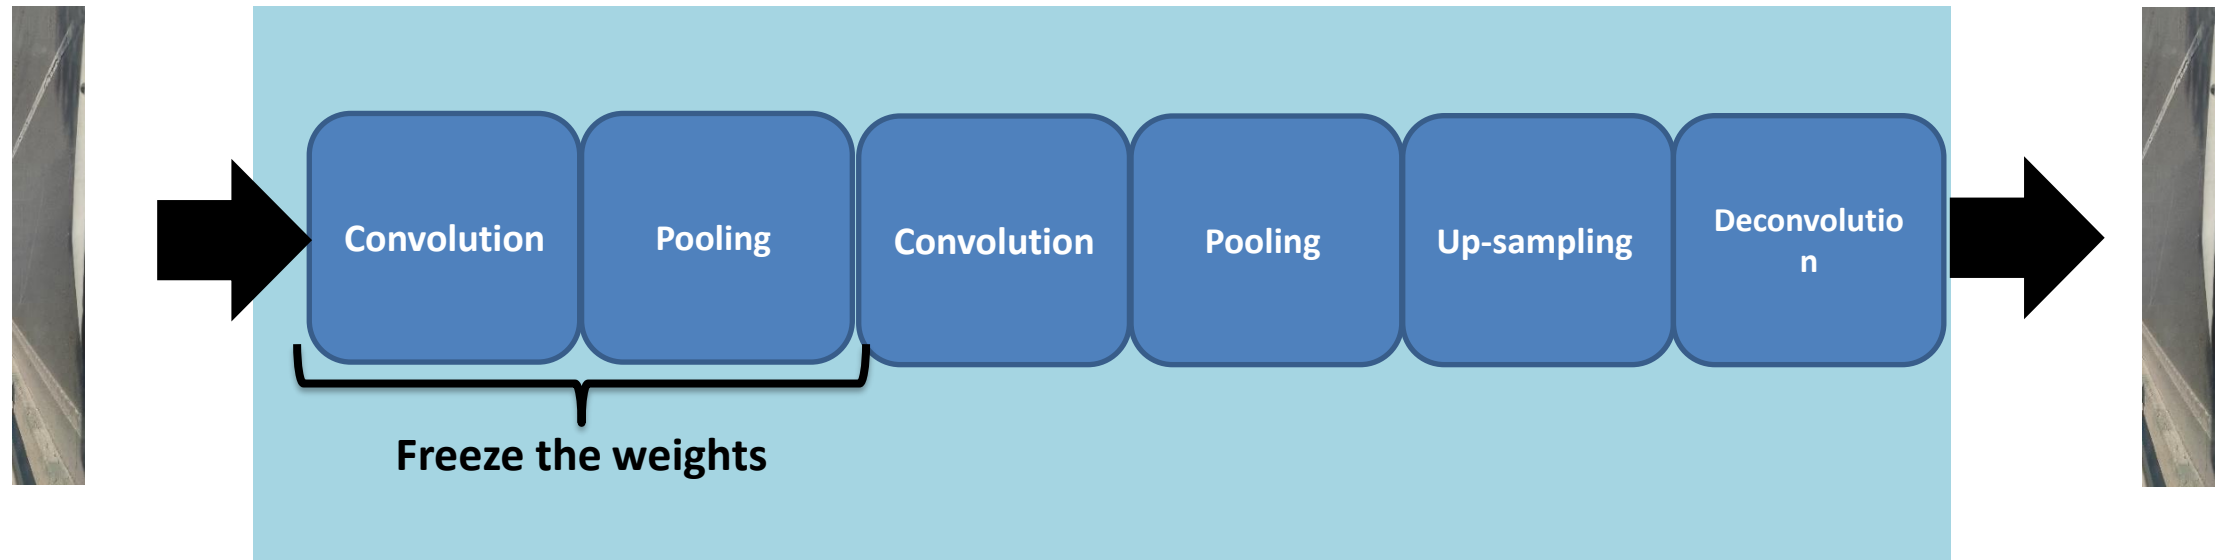 Convolution
Pooling
Convolution
Pooling
Up-sampling
Deconvolutio
n
Freeze the weights